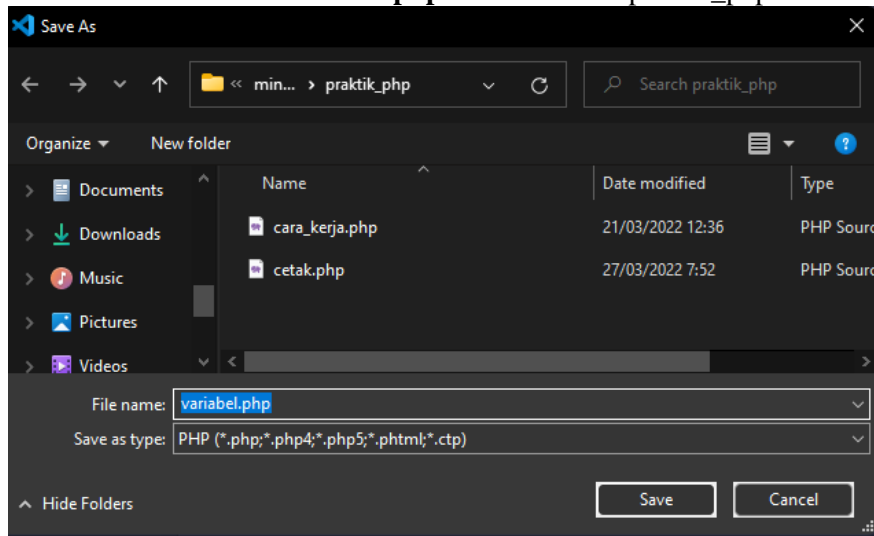 php
Save As
« min... > praktik_php
Search praktik_php
Organize
New folder
Name
Date modified
Type
Documents
Downloads
Music
Pictures
Videos
cara_kerja.php
21/03/2022 12:36
PHP Sourc
cetak.php
27/03/2022 7:52
PHP Sourc
File name: variabel.php
Save as type: PHP (*.php;*.php4;*.php5;*.phtml;*.ctp)
Hide Folders
Save
Cancel